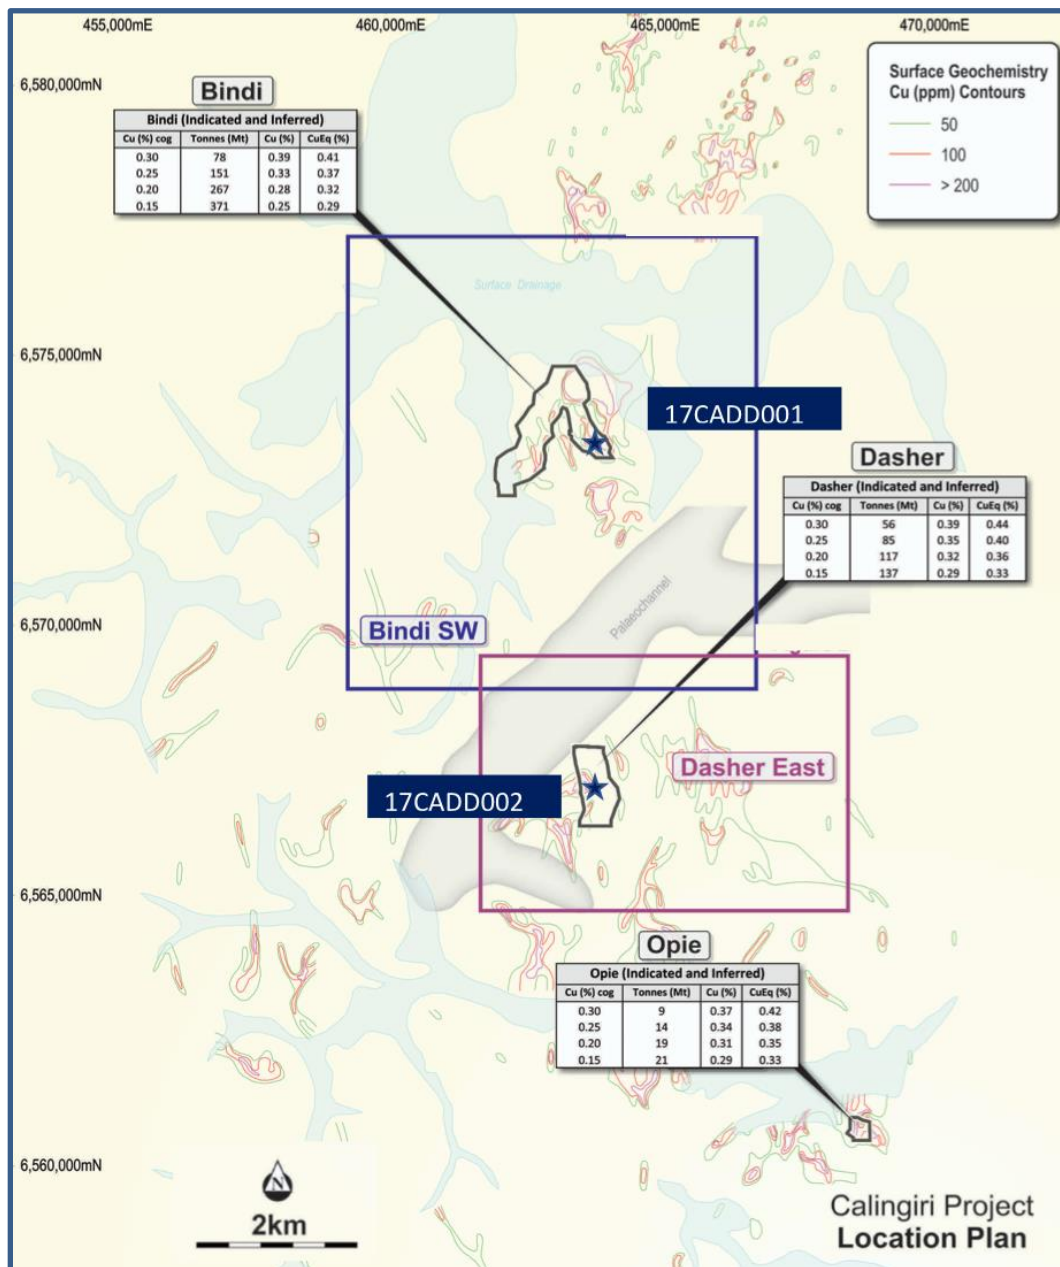 455,000mE 460,000mE 465,000mE 470,000mE
6,580,000mN
Surface Geochemistry
Cu (ppm) Contours
50
100
> 200
Bindi
Bindi (Indicated and Inferred)
Cu (%) cog Tonnes (Mt) Cu (%) CuEq (%)
0.30 78 0.39 0.41
0.25 151 0.33 0.37
0.20 267 0.28 0.32
0.15 371 0.25 0.29
Surface Drainage
6,575,000mN
17CADD001
Dasher
Dasher (Indicated and Inferred)
Cu (%) cog Tonnes (Mt) Cu (%) CuEq (%)
0.30 56 0.39 0.44
0.25 85 0.35 0.40
0.20 117 0.32 0.36
0.15 137 0.29 0.33
Palaeochannel
6,570,000mN
Bindi SW
Dasher East
17CADD002
6,565,000mN
Opie
Opie (Indicated and Inferred)
Cu (%) cog Tonnes (Mt) Cu (%) CuEq (%)
0.30 9 0.37 0.42
0.25 14 0.34 0.38
0.20 19 0.31 0.35
0.15 21 0.29 0.33
6,560,000mN
N
2km
Calingiri Project
Location Plan